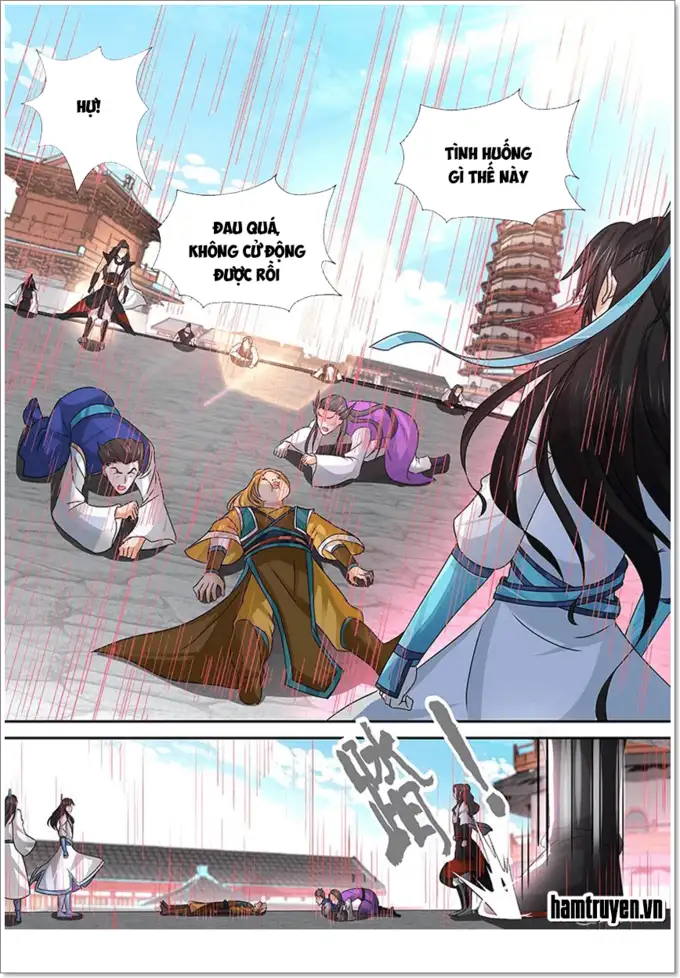 HỰ!
TÌNH HUỐNG
GÌ THẾ NÀY
ĐAU QUÁ,
KHÔNG CỬ ĐỘNG
ĐƯỢC RỒI
hamtruyen.vn